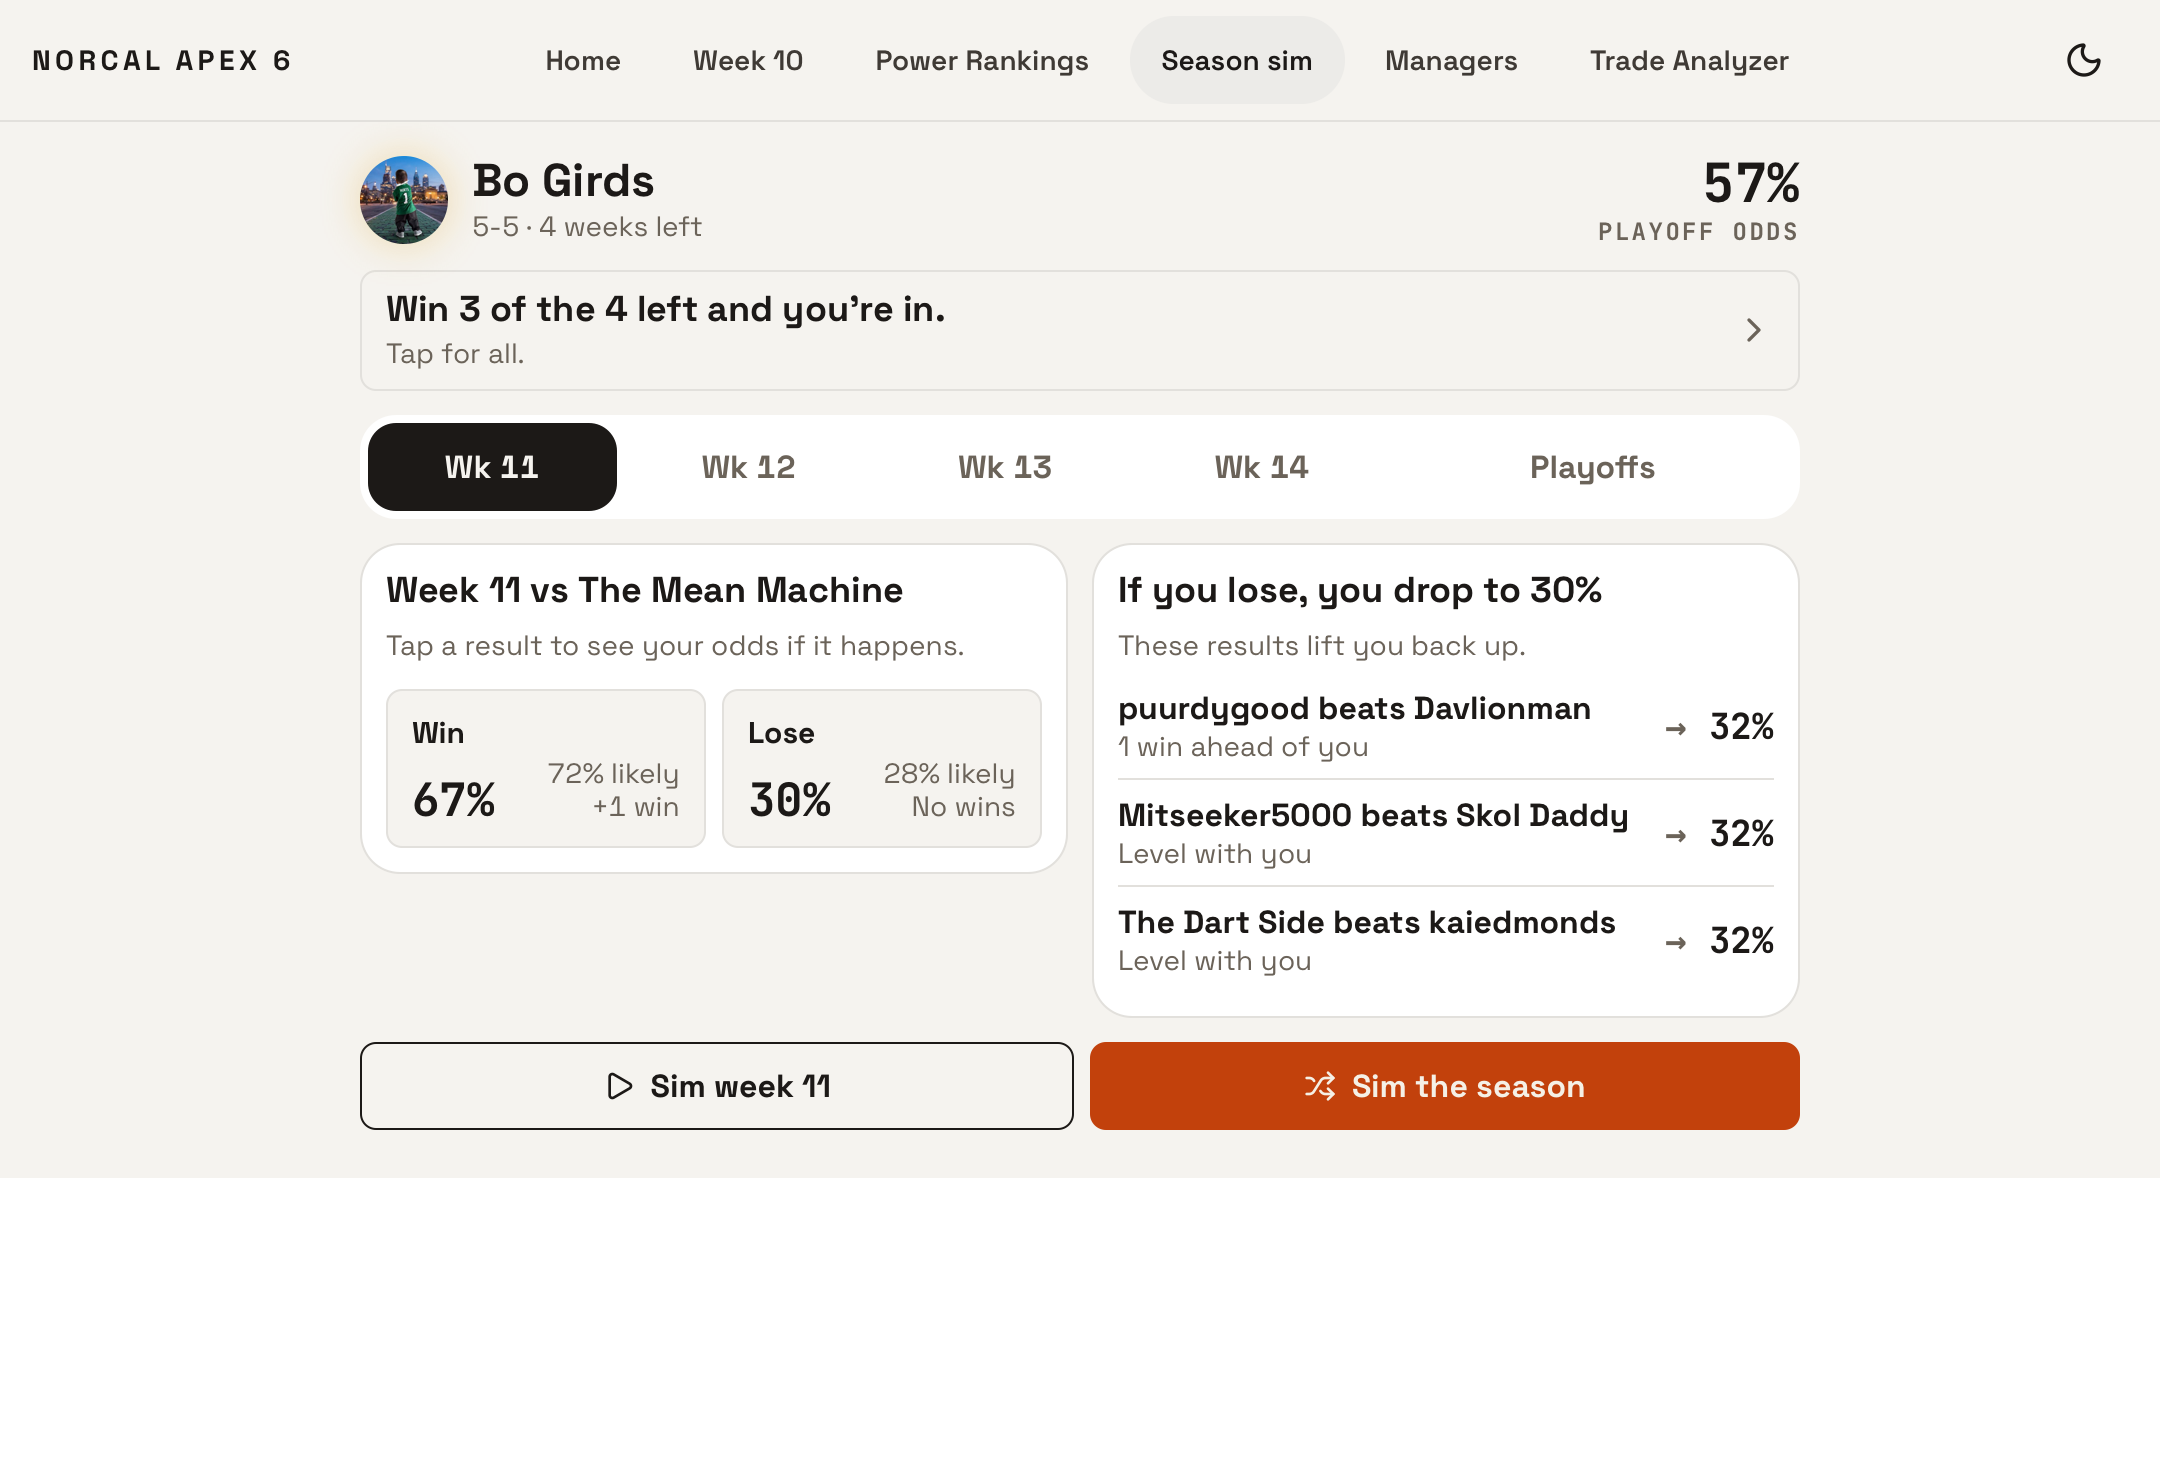 NORCAL APEX 6
Home
Week 10
Power Rankings
Season sim
Managers
Trade Analyzer
Bo Girds
5-5 · 4 weeks left
57%
PLAYOFF ODDS
Win 3 of the 4 left and you’re in.
Tap for all.
Wk 11
Wk 12
Wk 13
Wk 14
Playoffs
Week 11 vs The Mean Machine
Tap a result to see your odds if it happens.
Win
67%
72% likely
+1 win
Lose
30%
28% likely
No wins
If you lose, you drop to 30%
These results lift you back up.
puurdygood beats Davlionman
1 win ahead of you
→ 32%
Mitseeker5000 beats Skol Daddy
Level with you
→ 32%
The Dart Side beats kaiedmonds
Level with you
→ 32%
Sim week 11
Sim the season